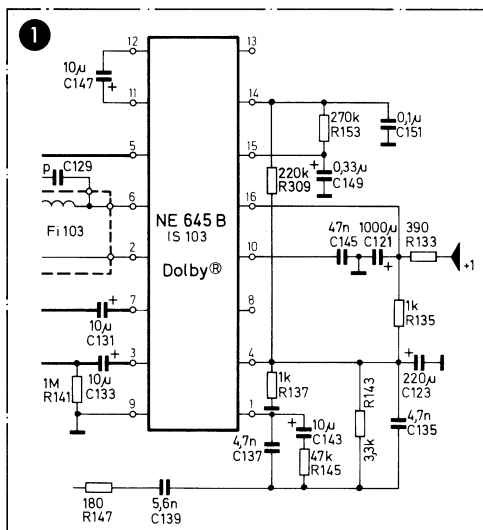 1
12
13
10µ
C147
11
14
270k
R153
0,1µ
C151
5
15
p
C129
220k
R309
0,33µ
C149
6
16
Fi 103
NE 645 B
IS 103
Dolby®
47n
C145
1000µ
C121
390
R133
2
10
+1
1k
R135
7
8
10µ
C131
3
4
10µ
C133
1M
R141
1k
R137
R143
3,3k
220µ
C123
9
1
10µ
C143
4,7n
C135
4,7n
C137
47k
R145
180
R147
5,6n
C139